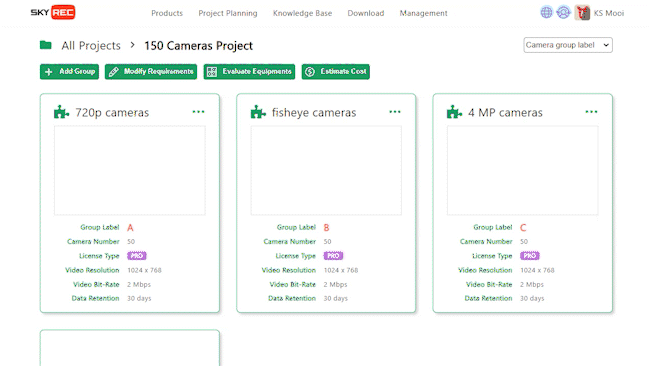 SKY REC Products Project Planning Knowledge Base Download Management KS Mooi
All Projects > 150 Cameras Project Camera group label
Add Group Modify Requirements Evaluate Equipments Estimate Cost
720p cameras
Group Label A
Camera Number 50
License Type PRO
Video Resolution 1024 x 768
Video Bit-Rate 2 Mbps
Data Retention 30 days
fisheye cameras
Group Label B
Camera Number 50
License Type PRO
Video Resolution 1024 x 768
Video Bit-Rate 2 Mbps
Data Retention 30 days
4 MP cameras
Group Label C
Camera Number 50
License Type PRO
Video Resolution 1024 x 768
Video Bit-Rate 2 Mbps
Data Retention 30 days